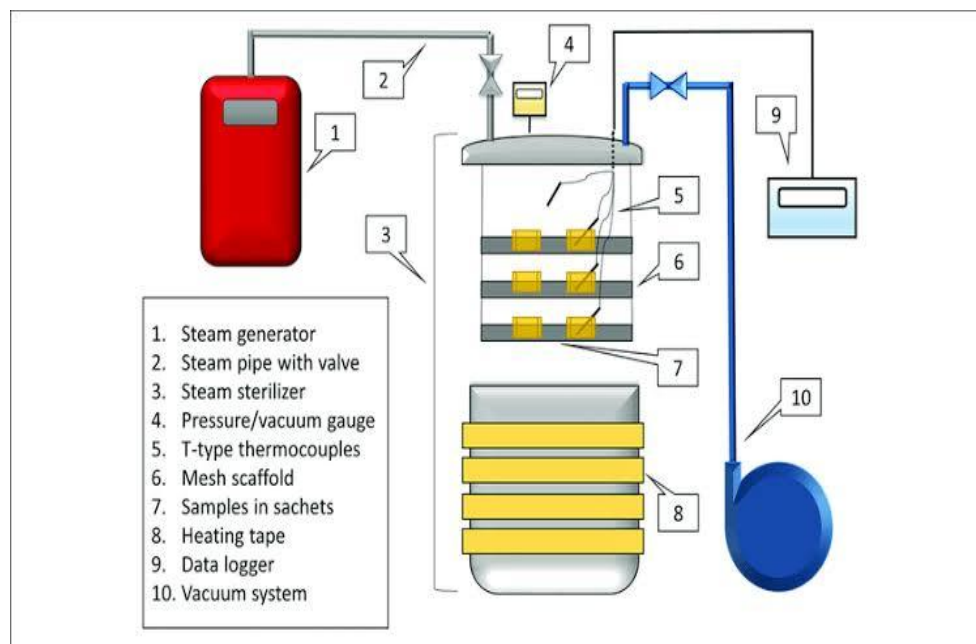 4
2
9
1
5
3
6
1. Steam generator
2. Steam pipe with valve
3. Steam sterilizer
4. Pressure/vacuum gauge
5. T-type thermocouples
6. Mesh scaffold
7. Samples in sachets
8. Heating tape
9. Data logger
10. Vacuum system
7
10
8